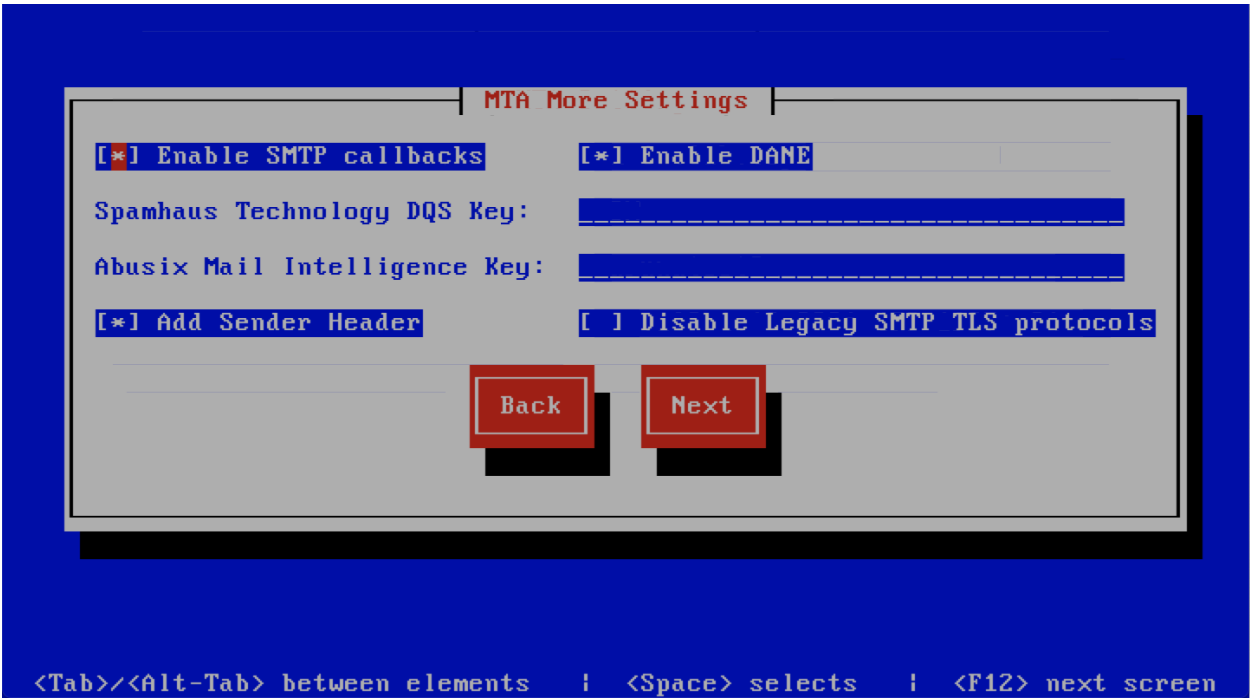 MTA More Settings
[*] Enable SMTP callbacks [*] Enable DANE
Spamhaus Technology DQS Key:
Abusix Mail Intelligence Key:
[*] Add Sender Header [ ] Disable Legacy SMTP TLS protocols
Back Next
<Tab>/<Alt-Tab> between elements ¦ <Space> selects ¦ <F12> next screen